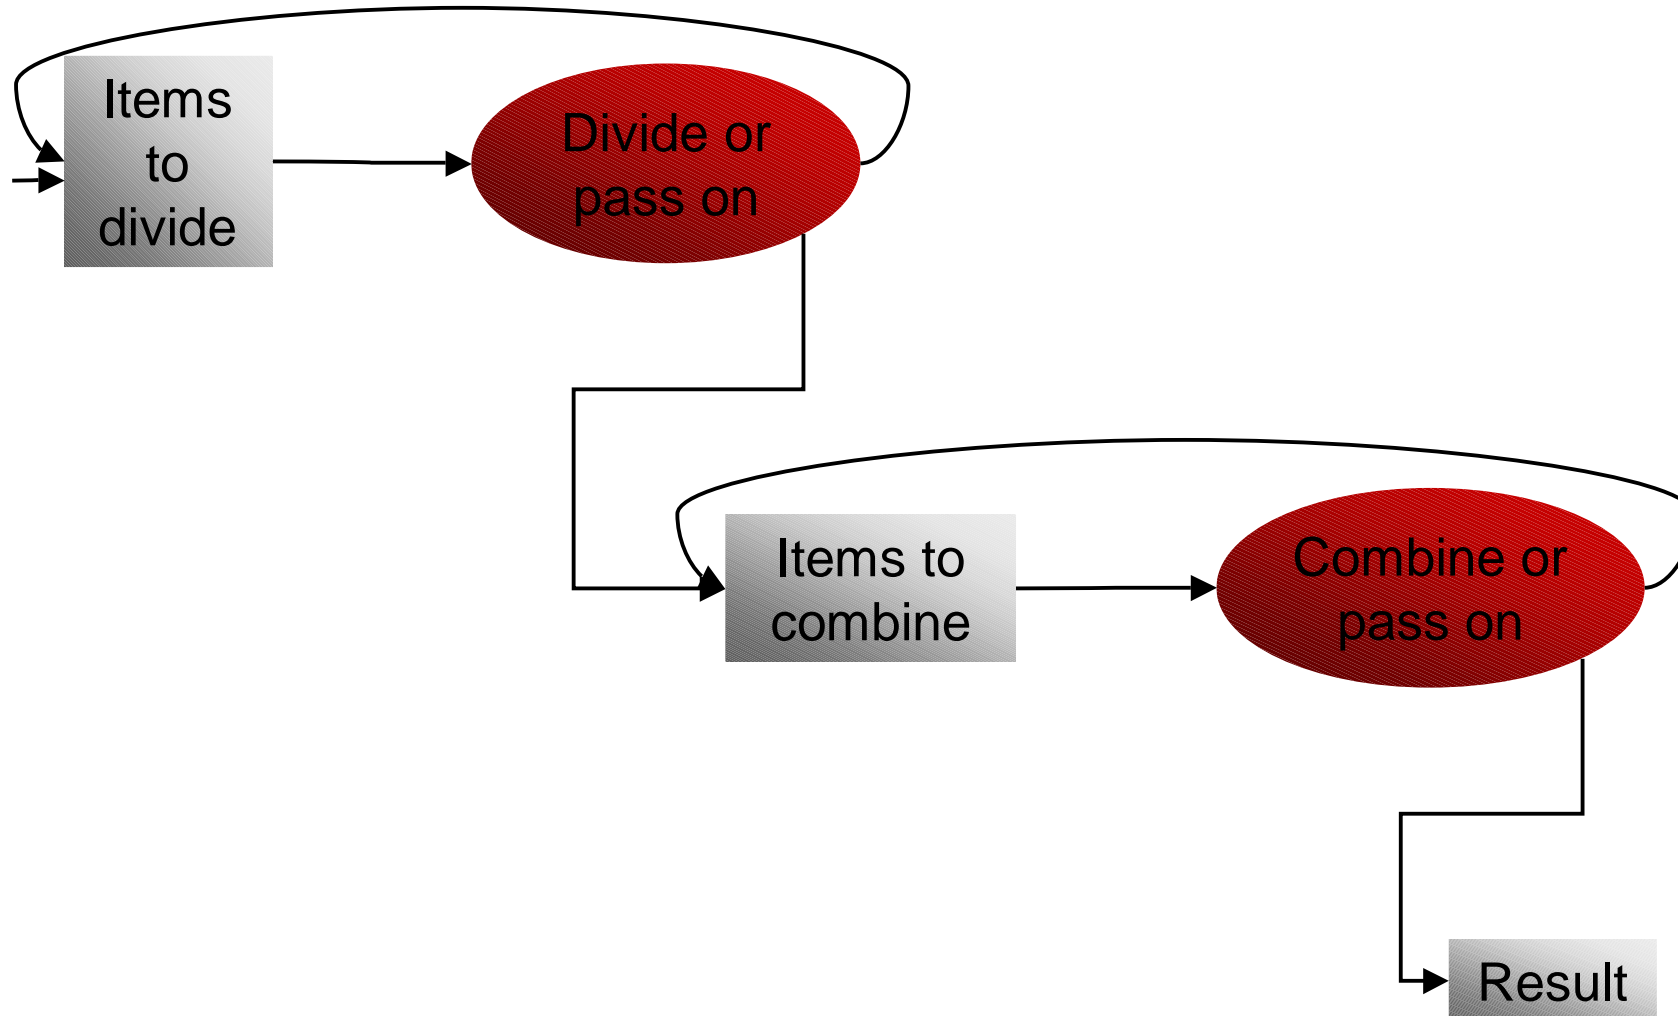 Items
to
divide
Divide or
pass on
Items to
combine
Combine or
pass on
Result